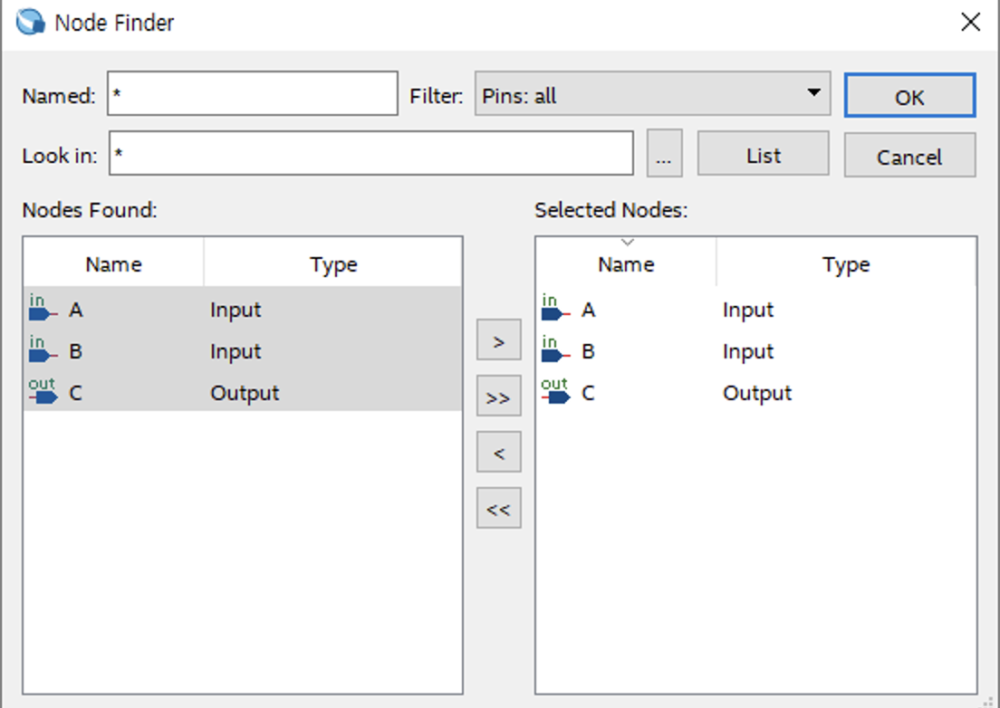 Node Finder
Named: * Filter: Pins: all OK
Look in: * ... List Cancel
Nodes Found: Selected Nodes:
Name Type Name Type
in A Input in A Input
in B Input in B Input
out C Output out C Output
>
>>
<
<<